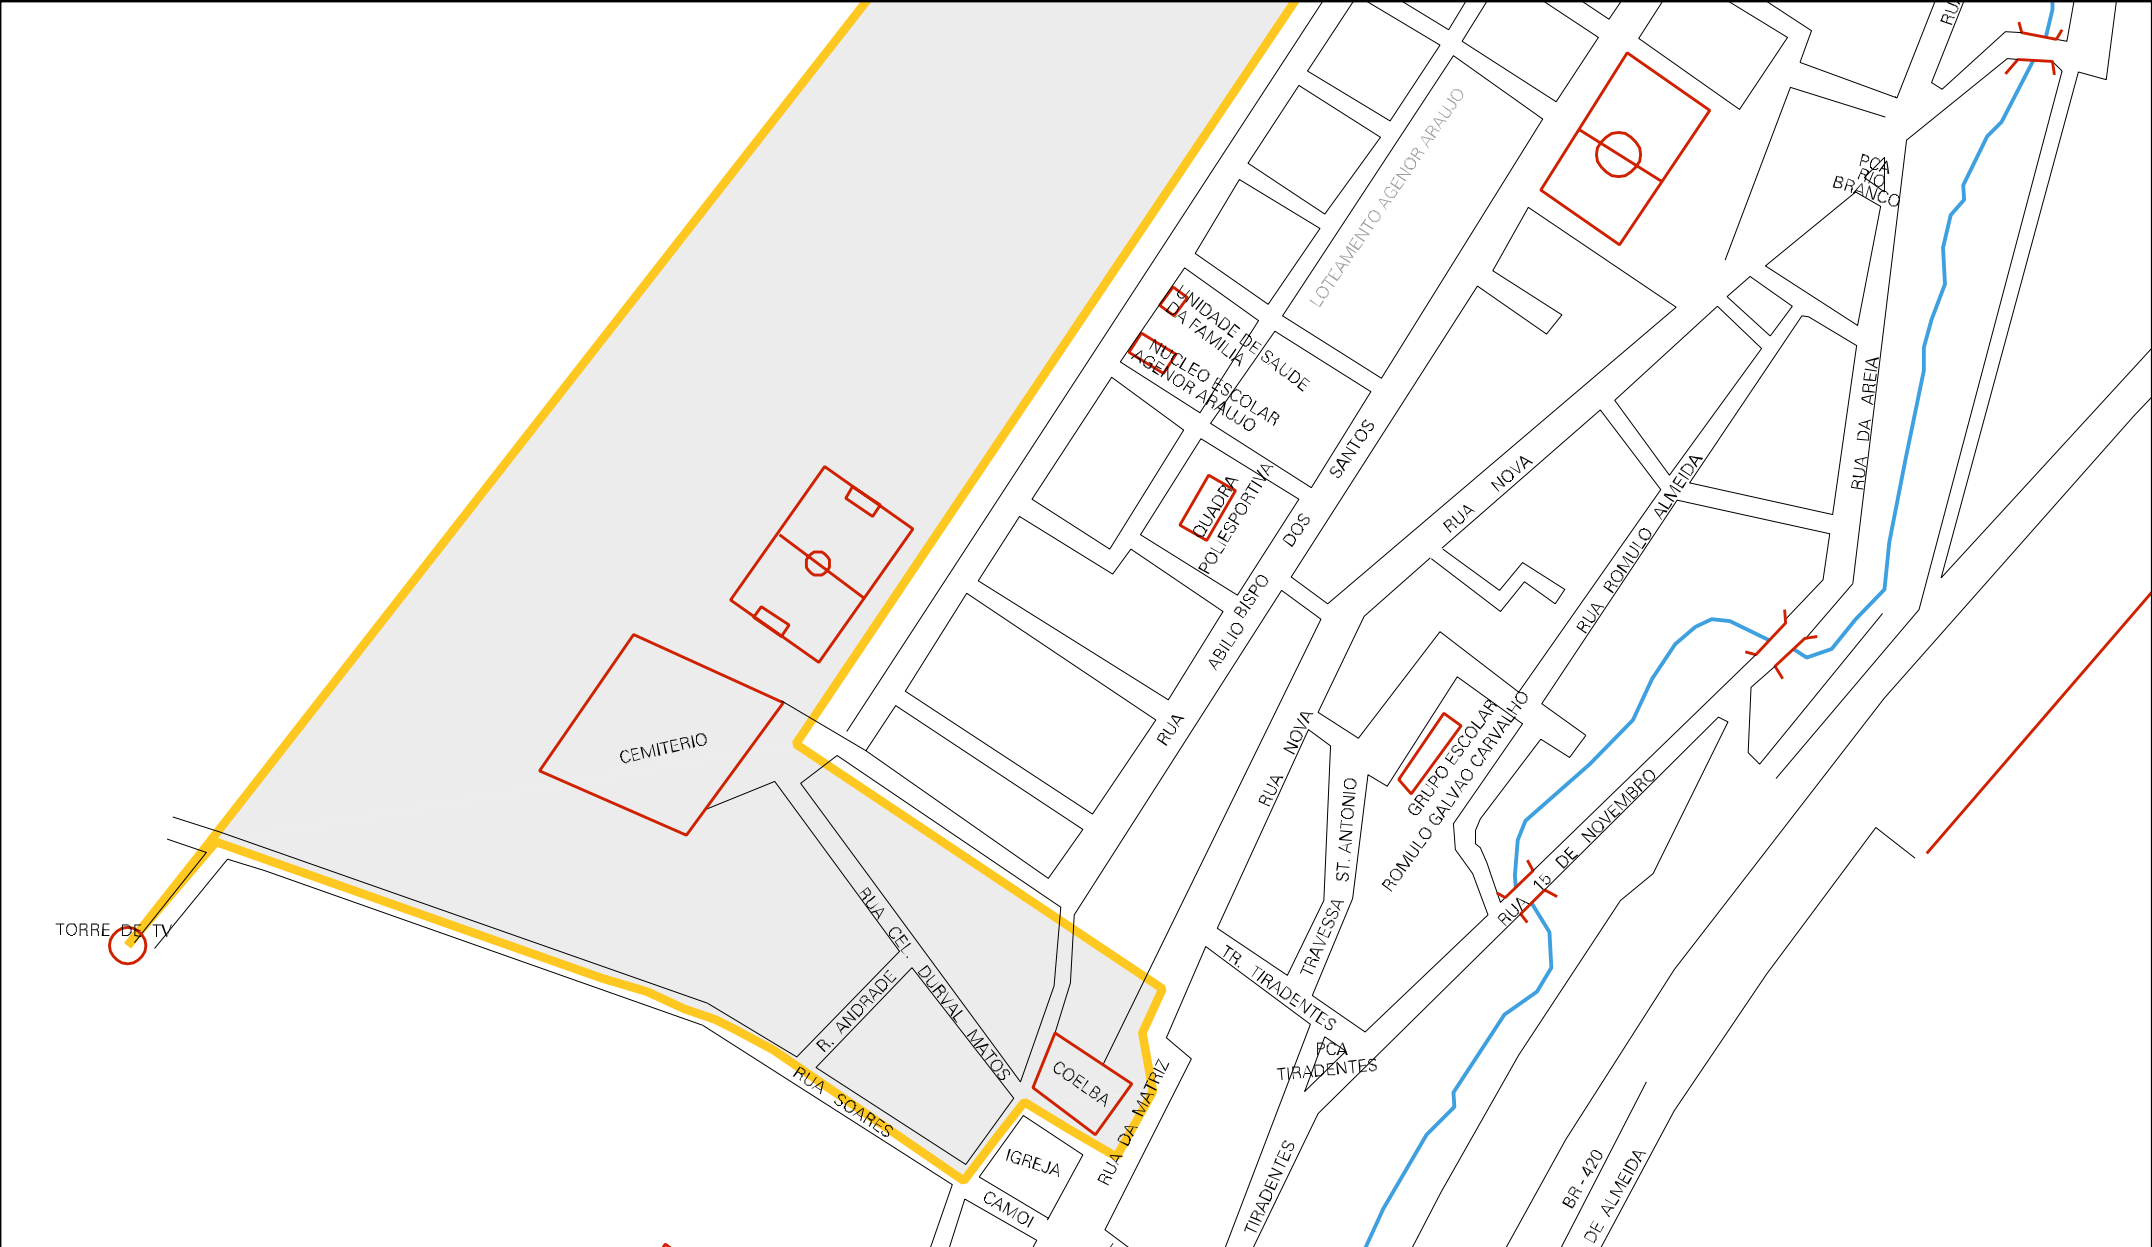 RU
PCA
RIO
BRANCO
LOTEAMENTO AGENOR ARAUJO
UNIDADE DE SAUDE
DA FAMILIA
NUCLEO ESCOLAR
AGENOR ARAUJO
QUADRA
POLIESPORTIVA
RUA ABILIO BISPO DOS SANTOS
RUA NOVA
RUA ROMULO ALMEIDA
RUA DA AREIA
CEMITERIO
RUA NOVA
GRUPO ESCOLAR
ROMULO GALVAO CARVALHO
TRAVESSA ST. ANTONIO
RUA 15 DE NOVEMBRO
TORRE DE TV
RUA CEL. DURVAL MATOS
R. ANDRADE
TR. TIRADENTES
PCA
TIRADENTES
COELBA
RUA SOARES
RUA DA MATRIZ
IGREJA
CAMOI
TIRADENTES
BR-420
DE ALMEIDA